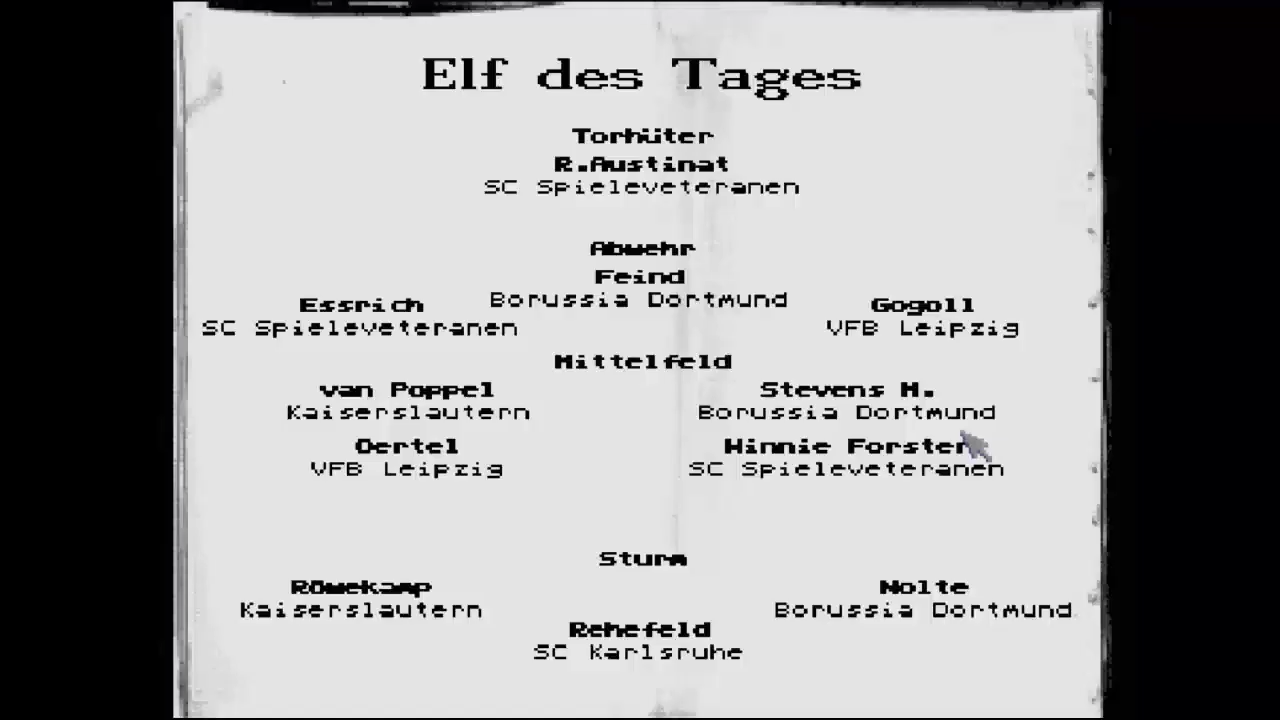 Elf des Tages
Torhüter
R.Austinat
SC Spieleveteranen
Abwehr
Feind
Borussia Dortmund
Essrich
SC Spieleveteranen
Gogoll
VFB Leipzig
Mittelfeld
van Poppel
Kaiserslautern
Stevens M.
Borussia Dortmund
Oertel
VFB Leipzig
Winnie Forster
SC Spieleveteranen
Sturm
Römekamp
Kaiserslautern
Nolte
Borussia Dortmund
Rehefeld
SC Karlsruhe